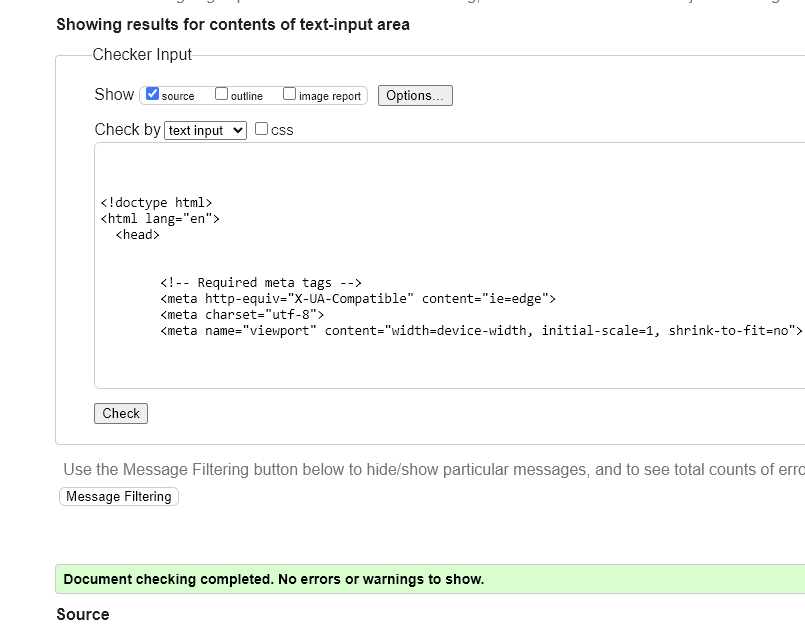 Showing results for contents of text-input area
Checker Input
Show source outline image report Options...
Check by text input css
<!doctype html>
<html lang="en">
<head>
<!-- Required meta tags -->
<meta http-equiv="X-UA-Compatible" content="ie=edge">
<meta charset="utf-8">
<meta name="viewport" content="width=device-width, initial-scale=1, shrink-to-fit=no">
Check
Use the Message Filtering button below to hide/show particular messages, and to see total counts of erro
Message Filtering
Document checking completed. No errors or warnings to show.
Source